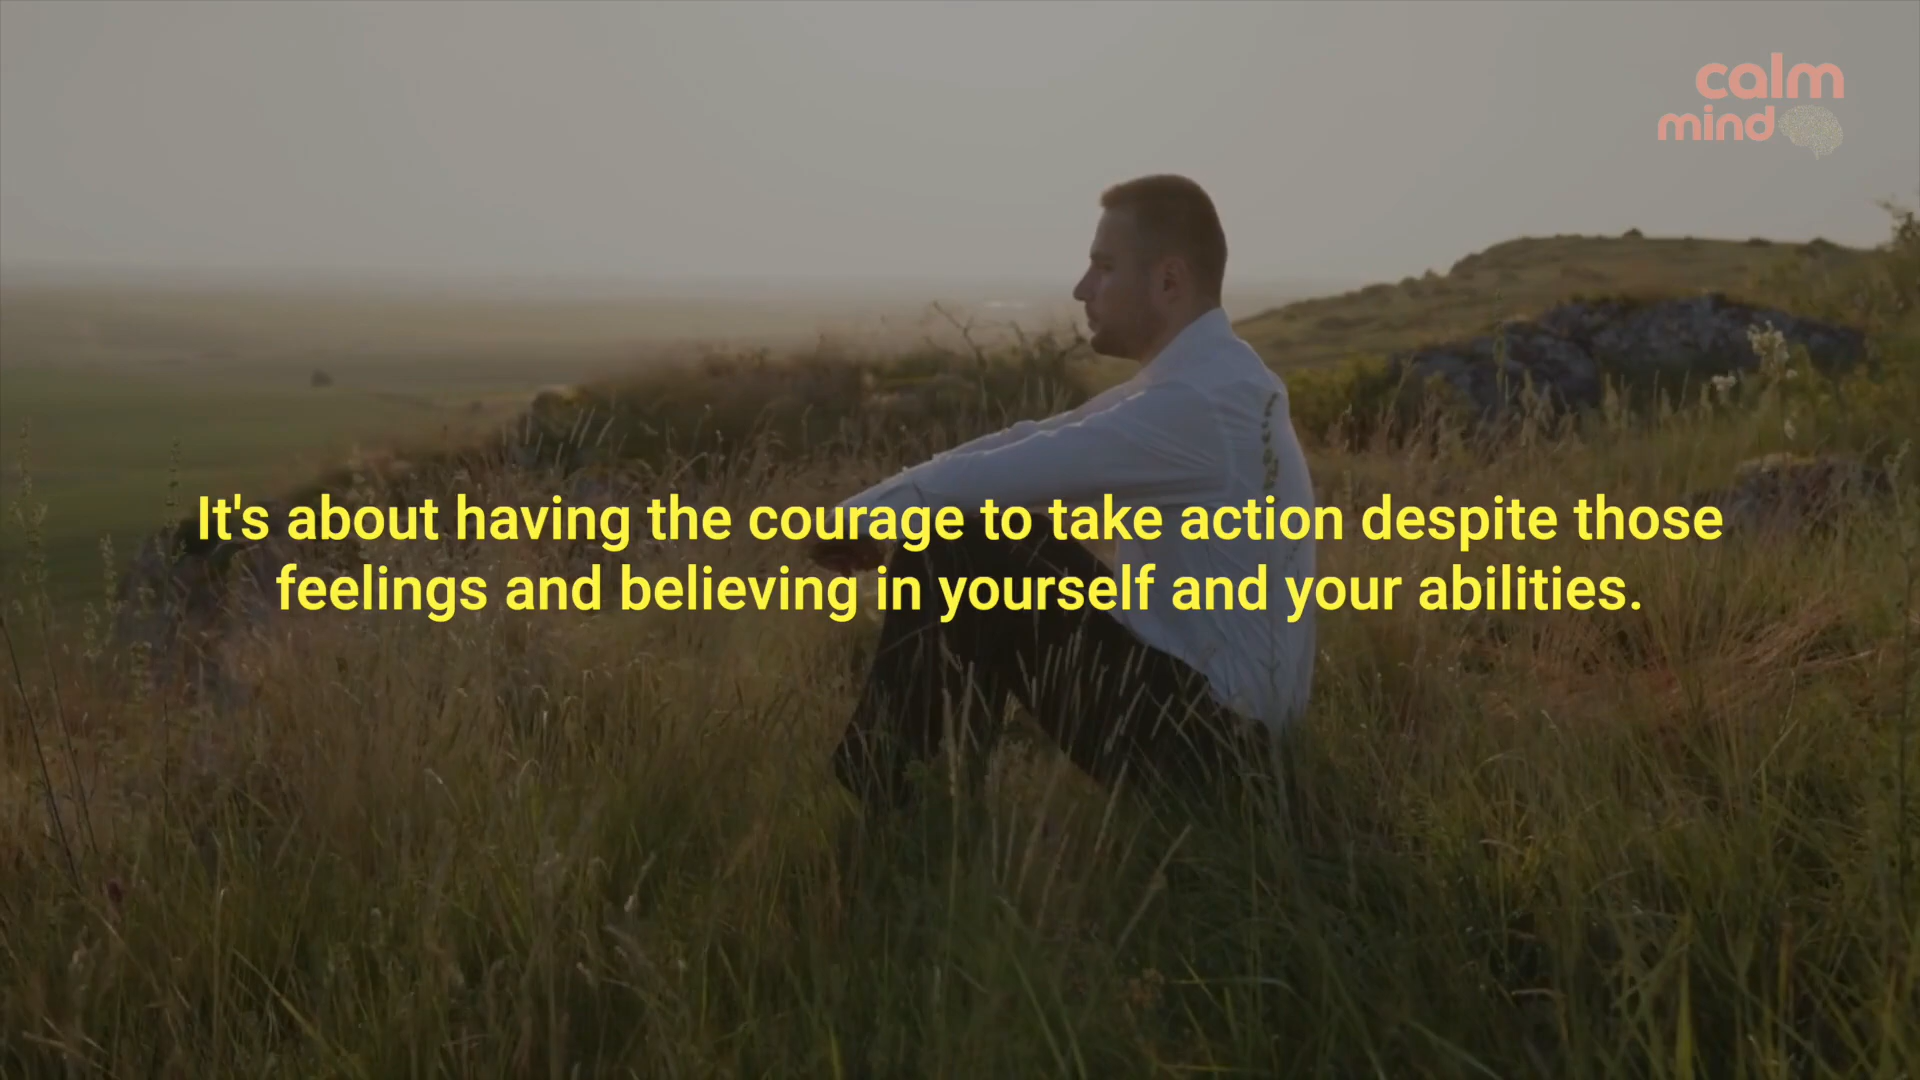 calm
mind
It's about having the courage to take action despite those
feelings and believing in yourself and your abilities.